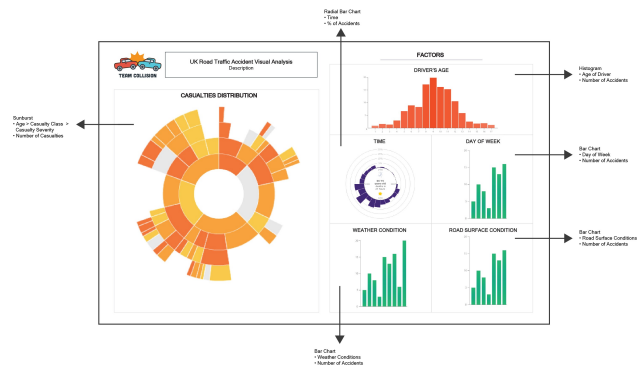 Radial Bar Chart
• Time
• % of Accidents
UK Road Traffic Accident Visual Analysis
Description
TEAM COLLISION
FACTORS
CASUALTIES DISTRIBUTION
DRIVER'S AGE
Histogram
• Age of Driver
• Number of Accidents
Sunburst
• Age > Casualty Class >
Casualty Severity
• Number of Casualties
TIME
DAY OF WEEK
Bar Chart
• Day of Week
• Number of Accidents
WEATHER CONDITION
ROAD SURFACE CONDITION
Bar Chart
• Road Surface Conditions
• Number of Accidents
Bar Chart
• Weather Conditions
• Number of Accidents